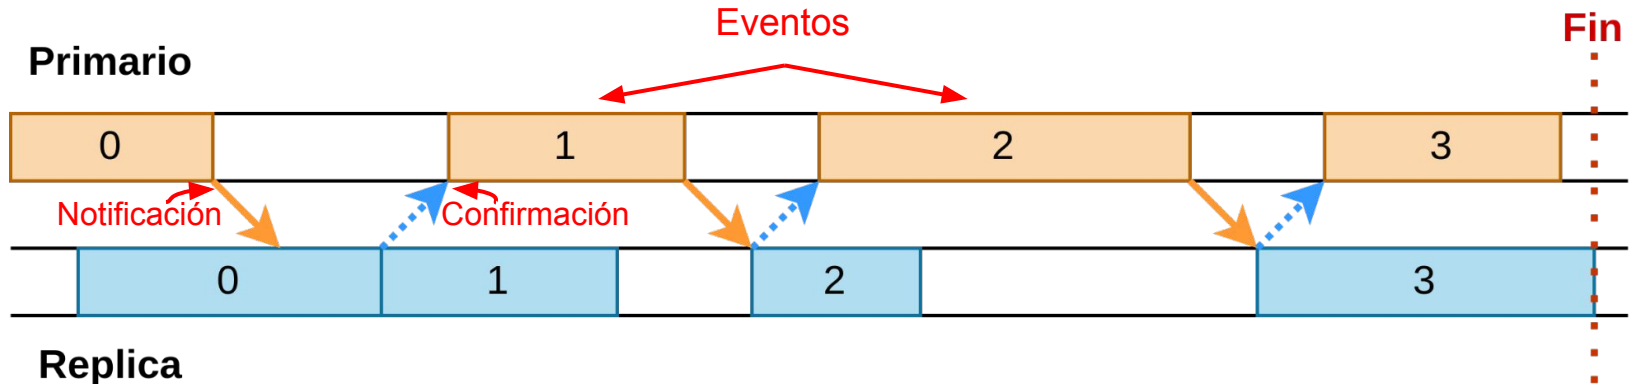 Eventos
Fin
Primario
0
1
2
3
Notificación
Confirmación
0
1
2
3
Replica